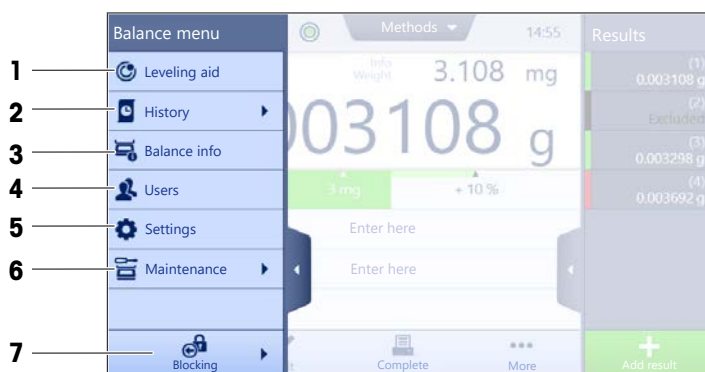 Balance menu
Methods
14:55
Results
1
Leveling aid
2
History
3
Balance info
4
Users
5
Settings
6
Maintenance
7
Blocking
Info
Weight
3.108 mg
003108 g
3 mg
+ 10 %
Enter here
Enter here
Complete
More
(1)
0.003108 g
(2)
Excluded
(3)
0.003298 g
(4)
0.003692 g
Add result